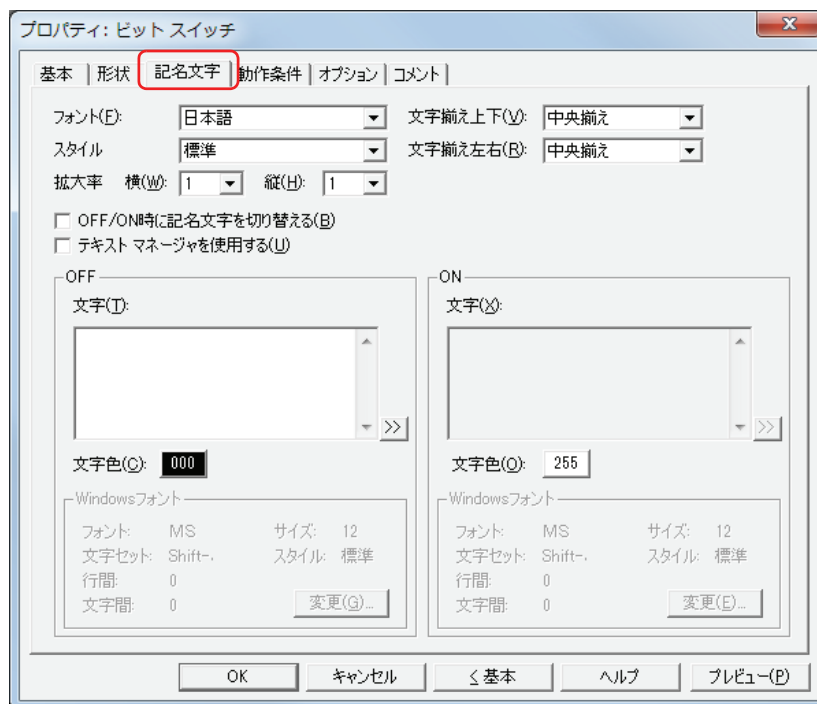 プロパティ: ビット スイッチ
基本 形状 記名文字 動作条件 オプション コメント
フォント(F): 日本語 文字揃え上下(V): 中央揃え
スタイル 標準 文字揃え左右(R): 中央揃え
拡大率 横(W): 1 縦(H): 1
OFF/ON時に記名文字を切り替える(B)
テキスト マネージャを使用する(U)
OFF ON
文字(T): 文字(X):
>> >>
文字色(C): 000 文字色(O): 255
Windowsフォント Windowsフォント
フォント: MS サイズ: 12 フォント: MS サイズ: 12
文字セット: Shift-. スタイル: 標準 文字セット: Shift-. スタイル: 標準
行間: 0 行間: 0
文字間: 0 変更(G)... 文字間: 0 変更(E)...
OK キャンセル <基本 ヘルプ プレビュー(P)